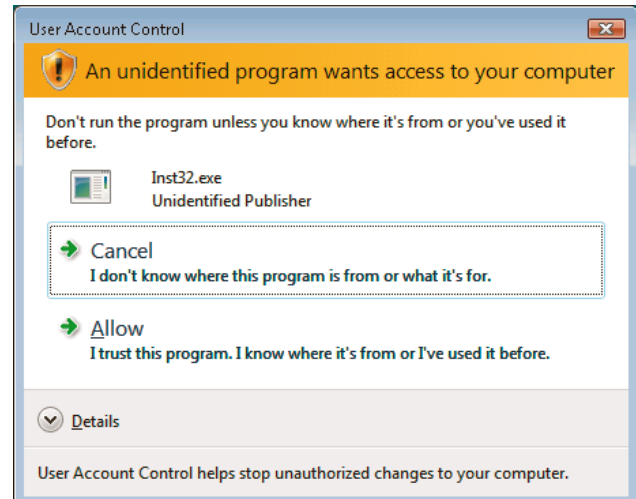 User Account Control
An unidentified program wants access to your computer
Don't run the program unless you know where it's from or you've used it
before.
Inst32.exe
Unidentified Publisher
Cancel
I don't know where this program is from or what it's for.
Allow
I trust this program. I know where it's from or I've used it before.
Details
User Account Control helps stop unauthorized changes to your computer.